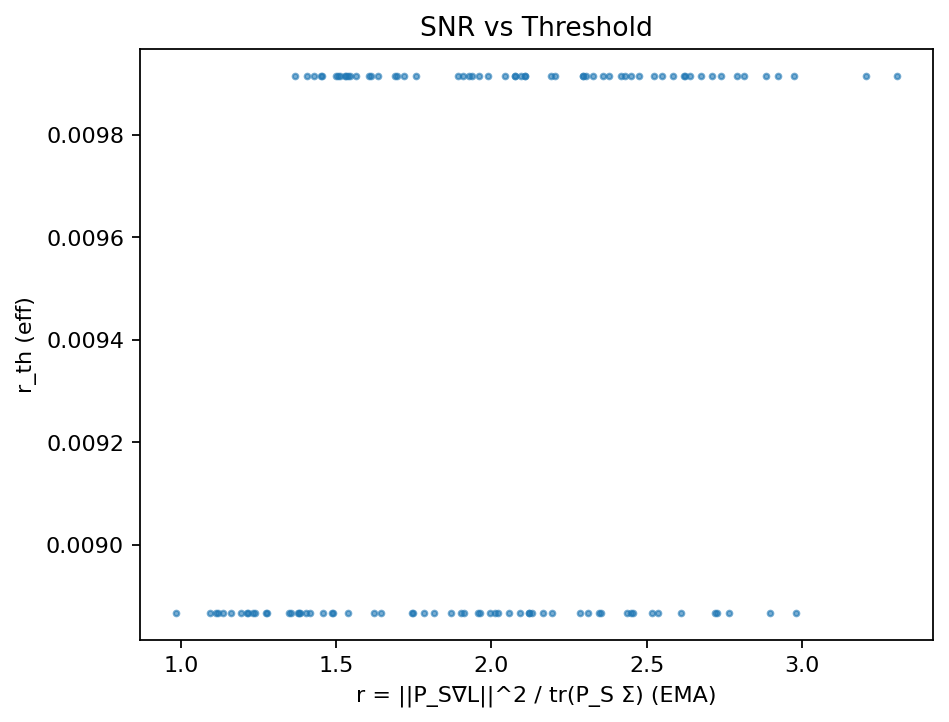 SNR vs Threshold
r_th (eff)
0.0098
0.0096
0.0094
0.0092
0.0090
1.0 1.5 2.0 2.5 3.0
r = ||P_S∇L||^2 / tr(P_S Σ) (EMA)